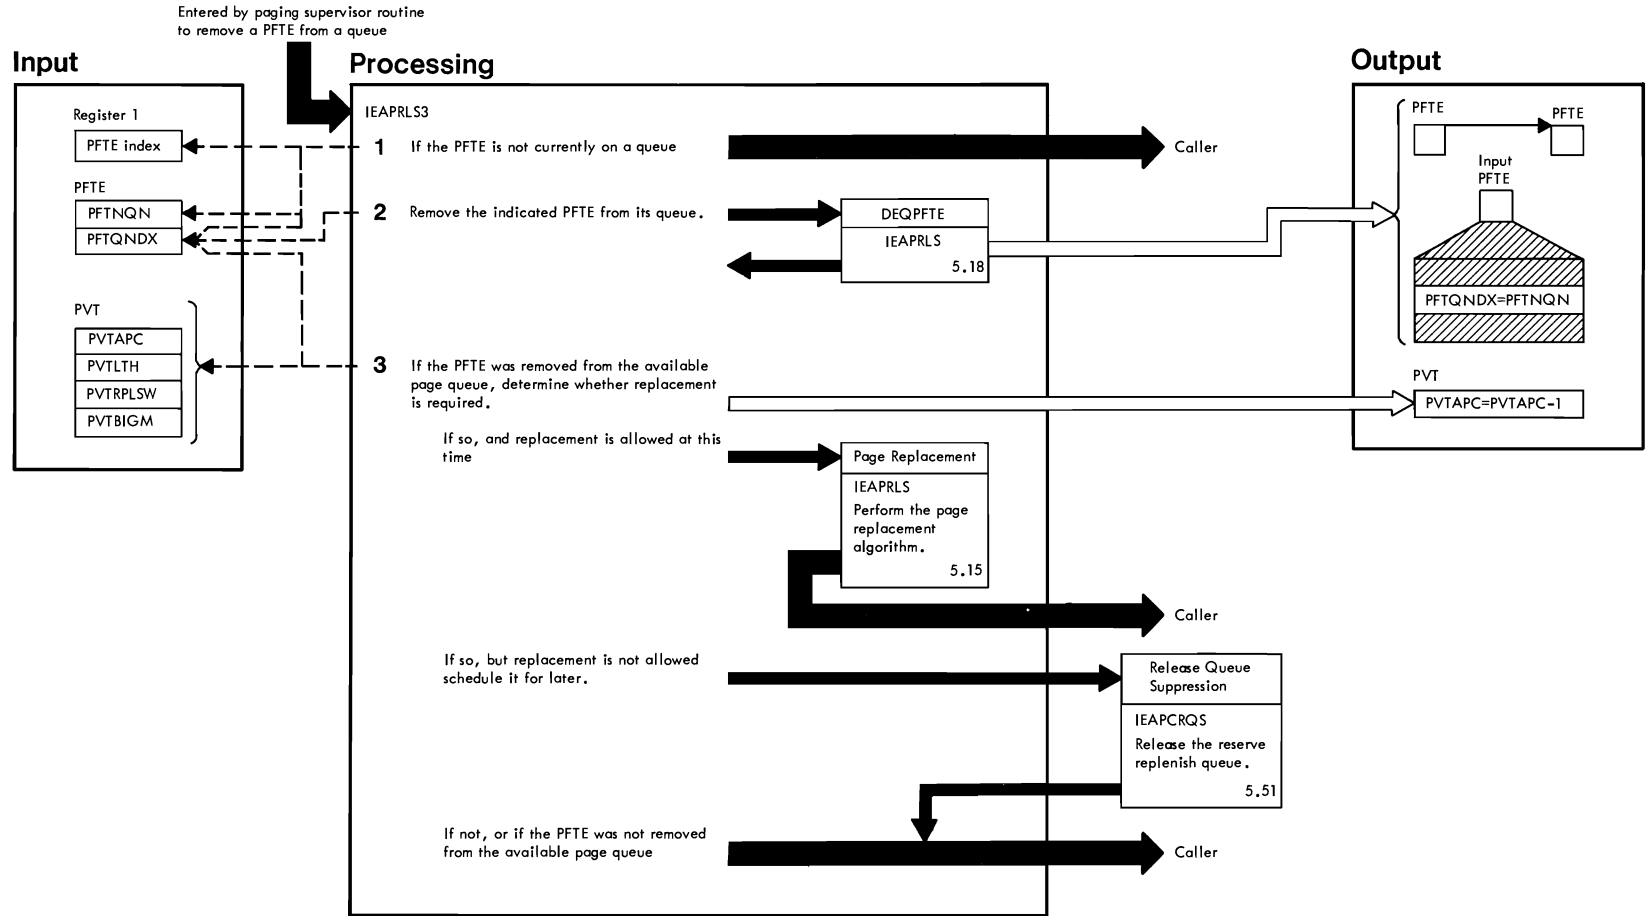 Entered by paging supervisor routine
to remove a PFTE from a queue
Input
Processing
Output
Register 1
PFTE index
PFTE
PFTNQN
PFTQNDX
PVT
PVTAPC
PVTLTH
PVTRPLSW
PVTBIGM
IEAPRLS3
1 If the PFTE is not currently on a queue
Caller
2 Remove the indicated PFTE from its queue.
DEQPFTE
IEAPRLS
5.18
3 If the PFTE was removed from the available
page queue, determine whether replacement
is required.
If so, and replacement is allowed at this
time
Page Replacement
IEAPRLS
Perform the page
replacement
algorithm.
5.15
Caller
If so, but replacement is not allowed
schedule it for later.
Release Queue
Suppression
IEAPCRQS
Release the reserve
replenish queue.
5.51
If not, or if the PFTE was not removed
from the available page queue
Caller
PFTE
PFTE
Input
PFTE
PFTQNDX=PFTNQN
PVT
PVTAPC=PVTAPC-1